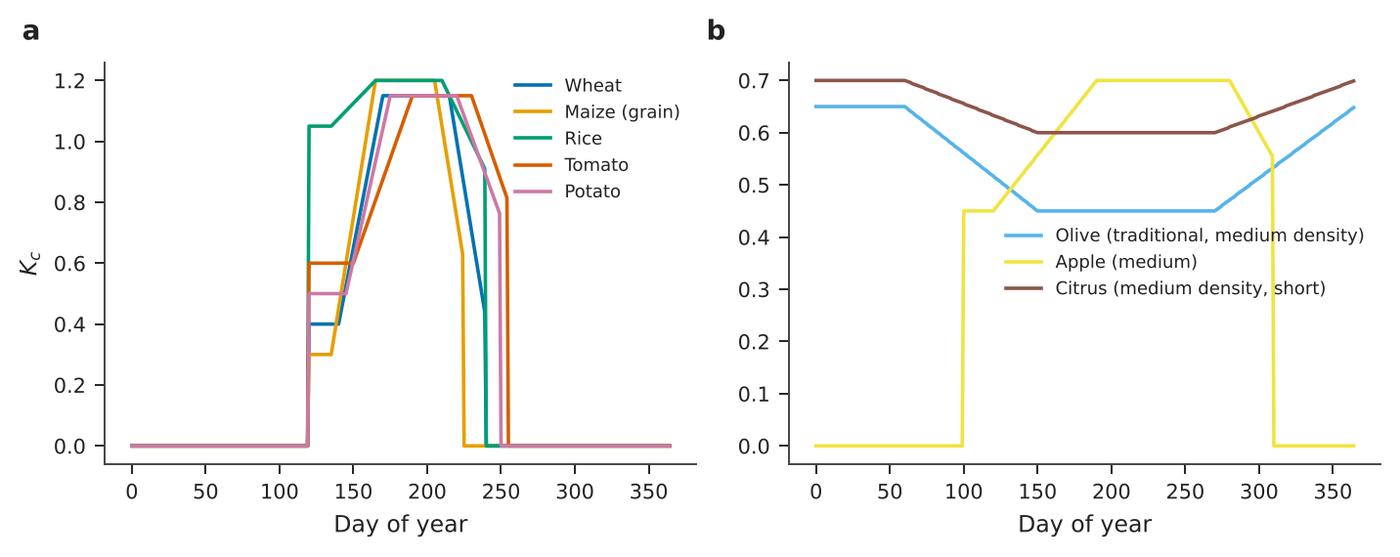 a
b
1.2
1.0
0.8
0.6
0.4
0.2
0.0
K_c
0 50 100 150 200 250 300 350
Day of year
Wheat
Maize (grain)
Rice
Tomato
Potato
0.7
0.6
0.5
0.4
0.3
0.2
0.1
0.0
0 50 100 150 200 250 300 350
Day of year
Olive (traditional, medium density)
Apple (medium)
Citrus (medium density, short)